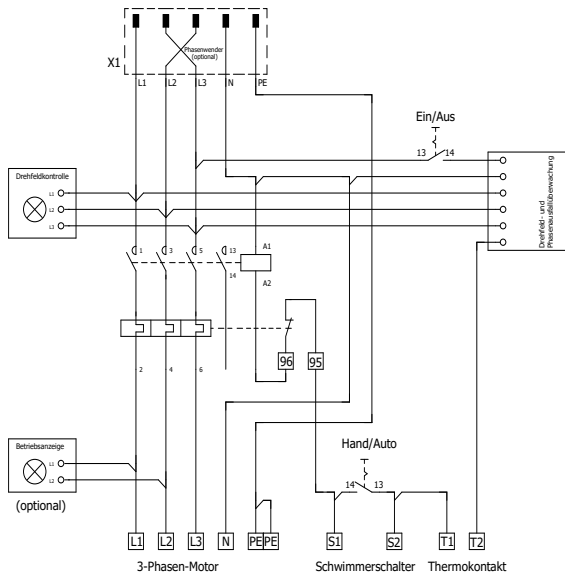 X1
Phasenwender
(optional)
L1 L2 L3 N PE
Ein/Aus
13 14
Drehfeldkontrolle
L1
L2
L3
Drehfeld - und
Phasenausfallüberwachung
1 3 5 13 A1
14 A2
96 95
2 4 6
Betriebsanzeige
L1
L2
(optional)
Hand/Auto
14 13
L1 L2 L3 N PE PE S1 S2 T1 T2
3-Phasen-Motor Schwimmerschalter Thermokontakt